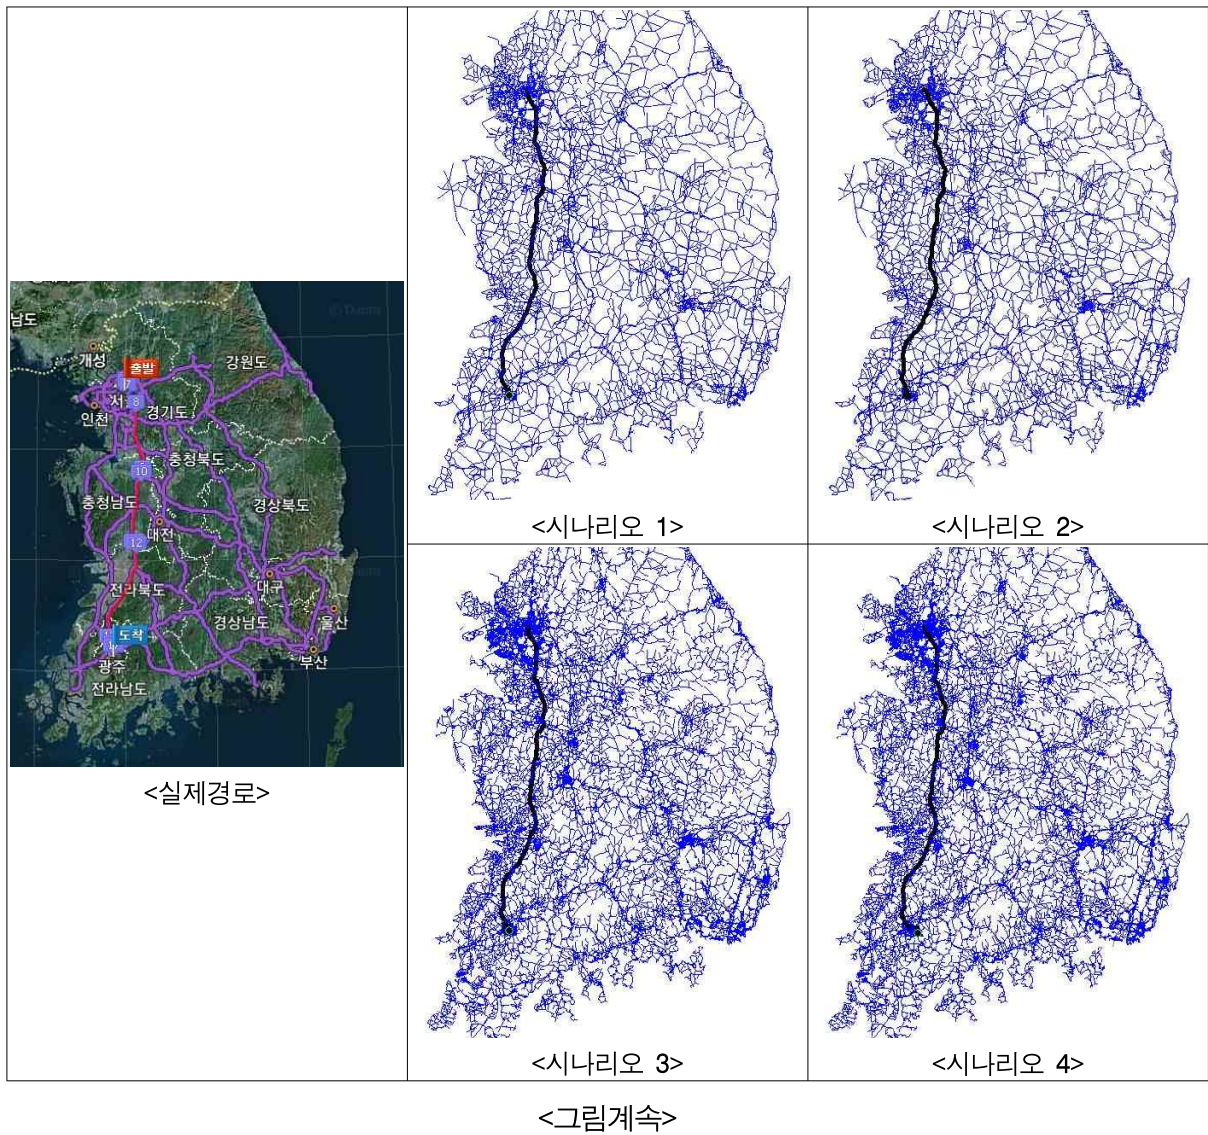 남도
개성
출발
강원도
서
8
인천
경기도
10
충청북도
충청남도
경상북도
대전
12
전라북도
대구
경상남도
울산
도착
부산
광주
전라남도
<실제경로>
<시나리오 1>
<시나리오 2>
<시나리오 3>
<시나리오 4>
<그림계속>